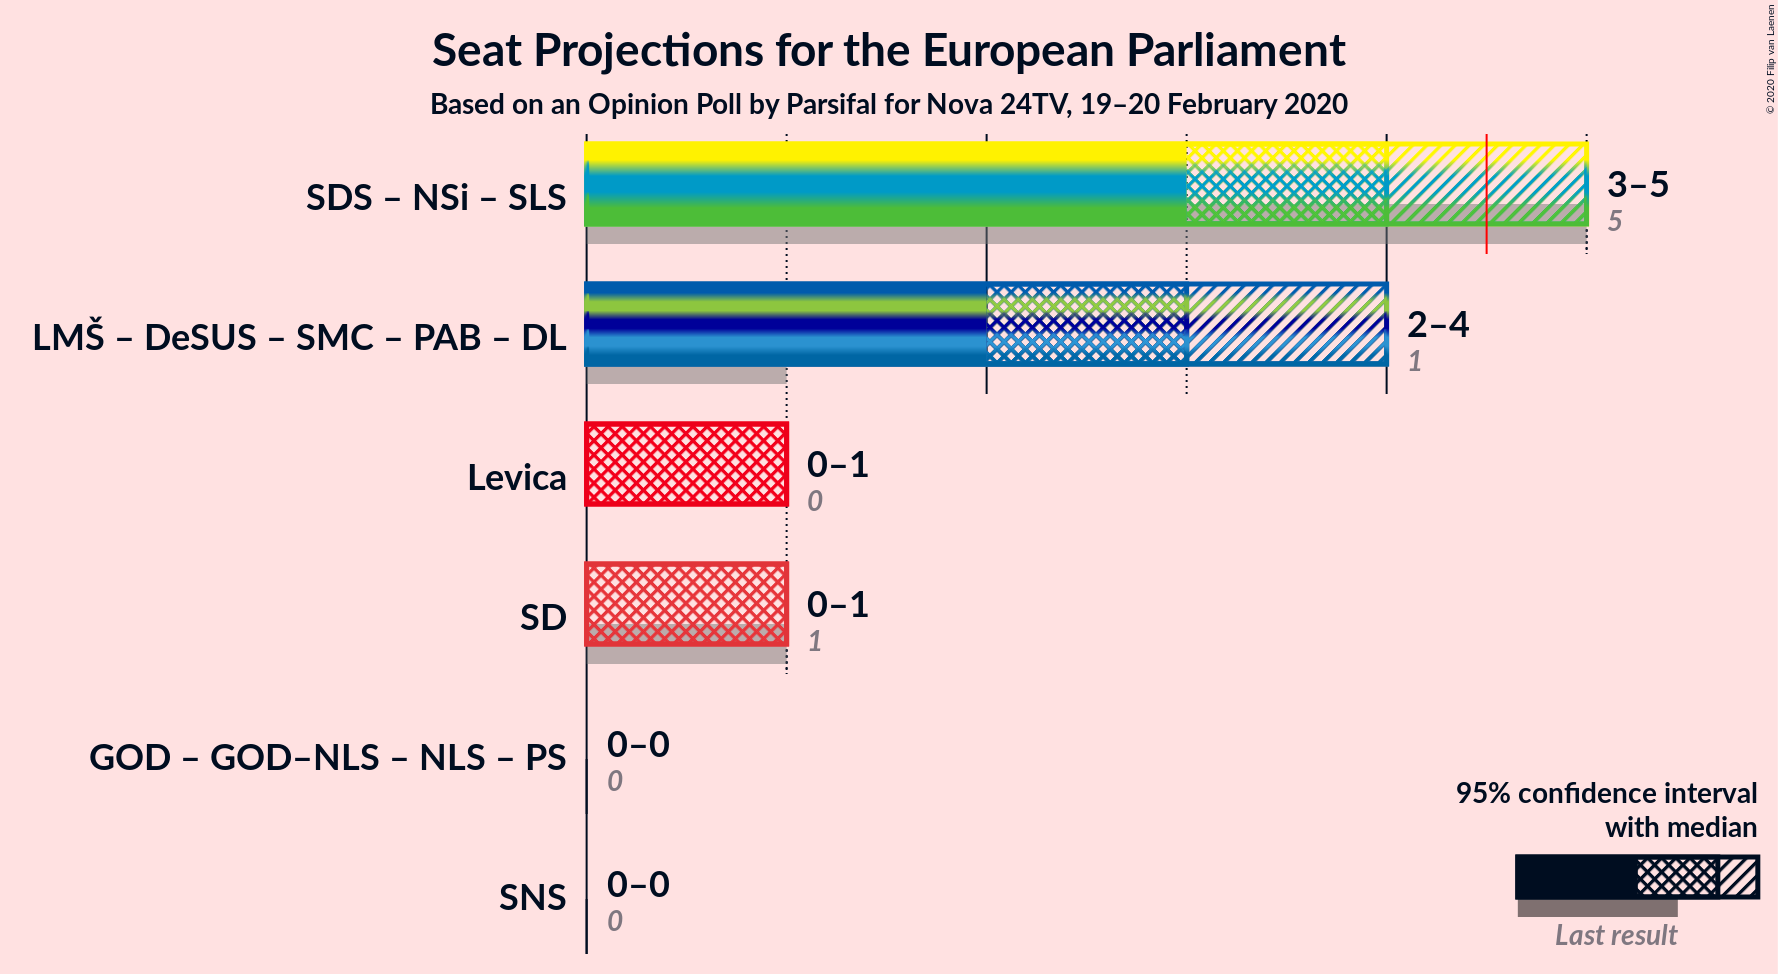 Seat Projections for the European Parliament
Based on an Opinion Poll by Parsifal for Nova 24TV, 19–20 February 2020
© 2020 Filip van Laenen
SDS – NSi – SLS
3–5
5
LMŠ – DeSUS – SMC – PAB – DL
2–4
1
Levica
0–1
0
SD
0–1
1
GOD – GOD–NLS – NLS – PS
0–0
0
SNS
0–0
0
95% confidence interval
with median
Last result